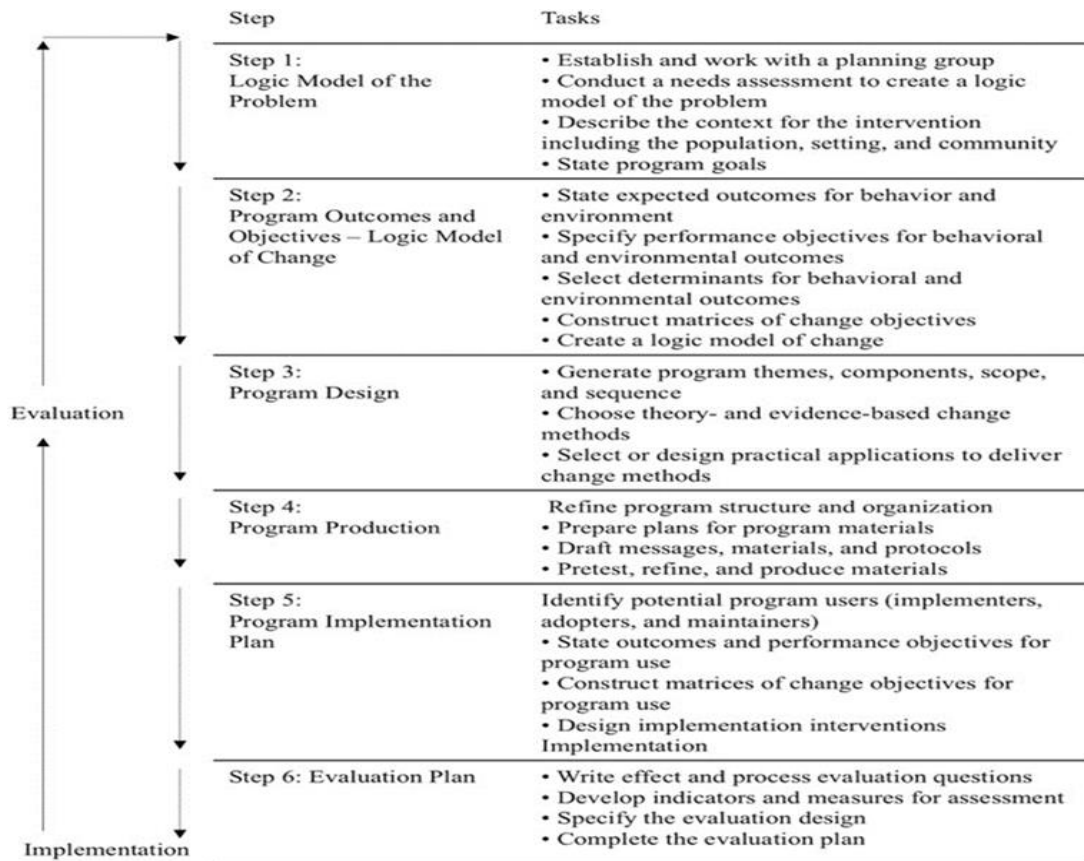 Step Tasks
Step 1:
Logic Model of the
Problem
• Establish and work with a planning group
• Conduct a needs assessment to create a logic
model of the problem
• Describe the context for the intervention
including the population, setting, and community
• State program goals
Step 2:
Program Outcomes and
Objectives – Logic Model
of Change
• State expected outcomes for behavior and
environment
• Specify performance objectives for behavioral
and environmental outcomes
• Select determinants for behavioral and
environmental outcomes
• Construct matrices of change objectives
• Create a logic model of change
Step 3:
Program Design
• Generate program themes, components, scope,
and sequence
• Choose theory- and evidence-based change
methods
• Select or design practical applications to deliver
change methods
Evaluation
Step 4:
Program Production
Refine program structure and organization
• Prepare plans for program materials
• Draft messages, materials, and protocols
• Pretest, refine, and produce materials
Step 5:
Program Implementation
Plan
Identify potential program users (implementers,
adopters, and maintainers)
• State outcomes and performance objectives for
program use
• Construct matrices of change objectives for
program use
• Design implementation interventions
Implementation
Step 6: Evaluation Plan
• Write effect and process evaluation questions
• Develop indicators and measures for assessment
• Specify the evaluation design
• Complete the evaluation plan
Implementation